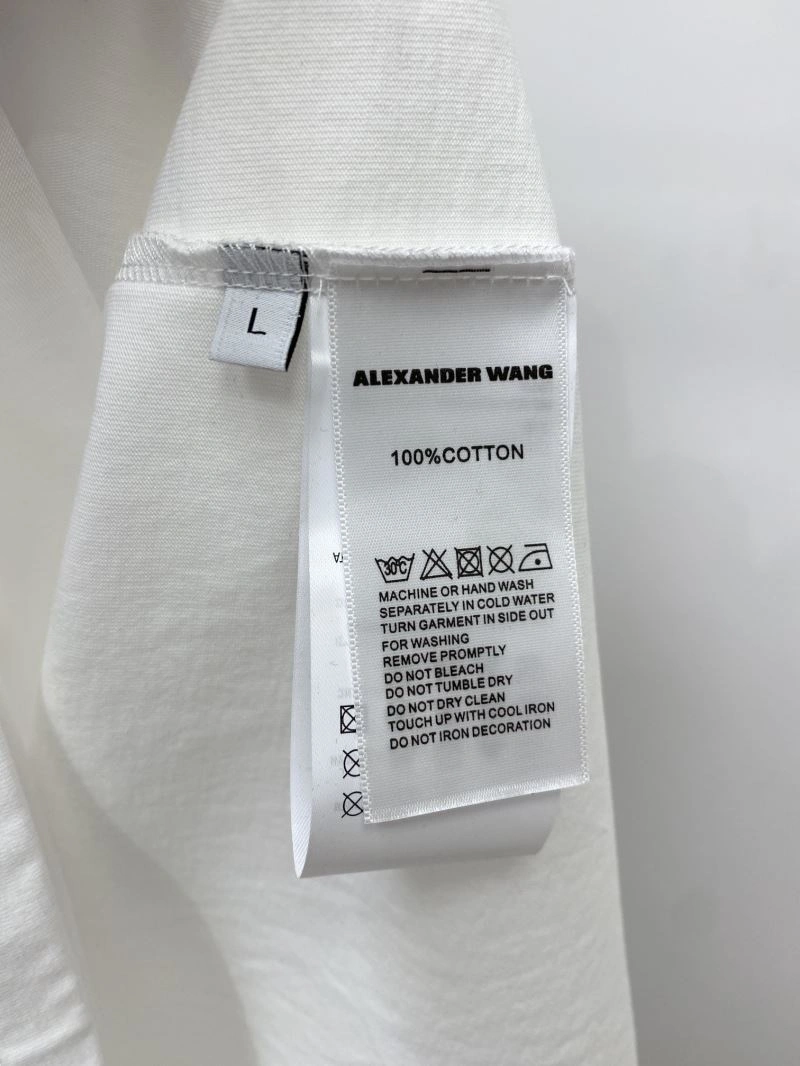 L
ALEXANDER WANG
100%COTTON
30C
MACHINE OR HAND WASH
SEPARATELY IN COLD WATER
TURN GARMENT IN SIDE OUT
FOR WASHING
REMOVE PROMPTLY
DO NOT BLEACH
DO NOT TUMBLE DRY
DO NOT DRY CLEAN
TOUCH UP WITH COOL IRON
DO NOT IRON DECORATION